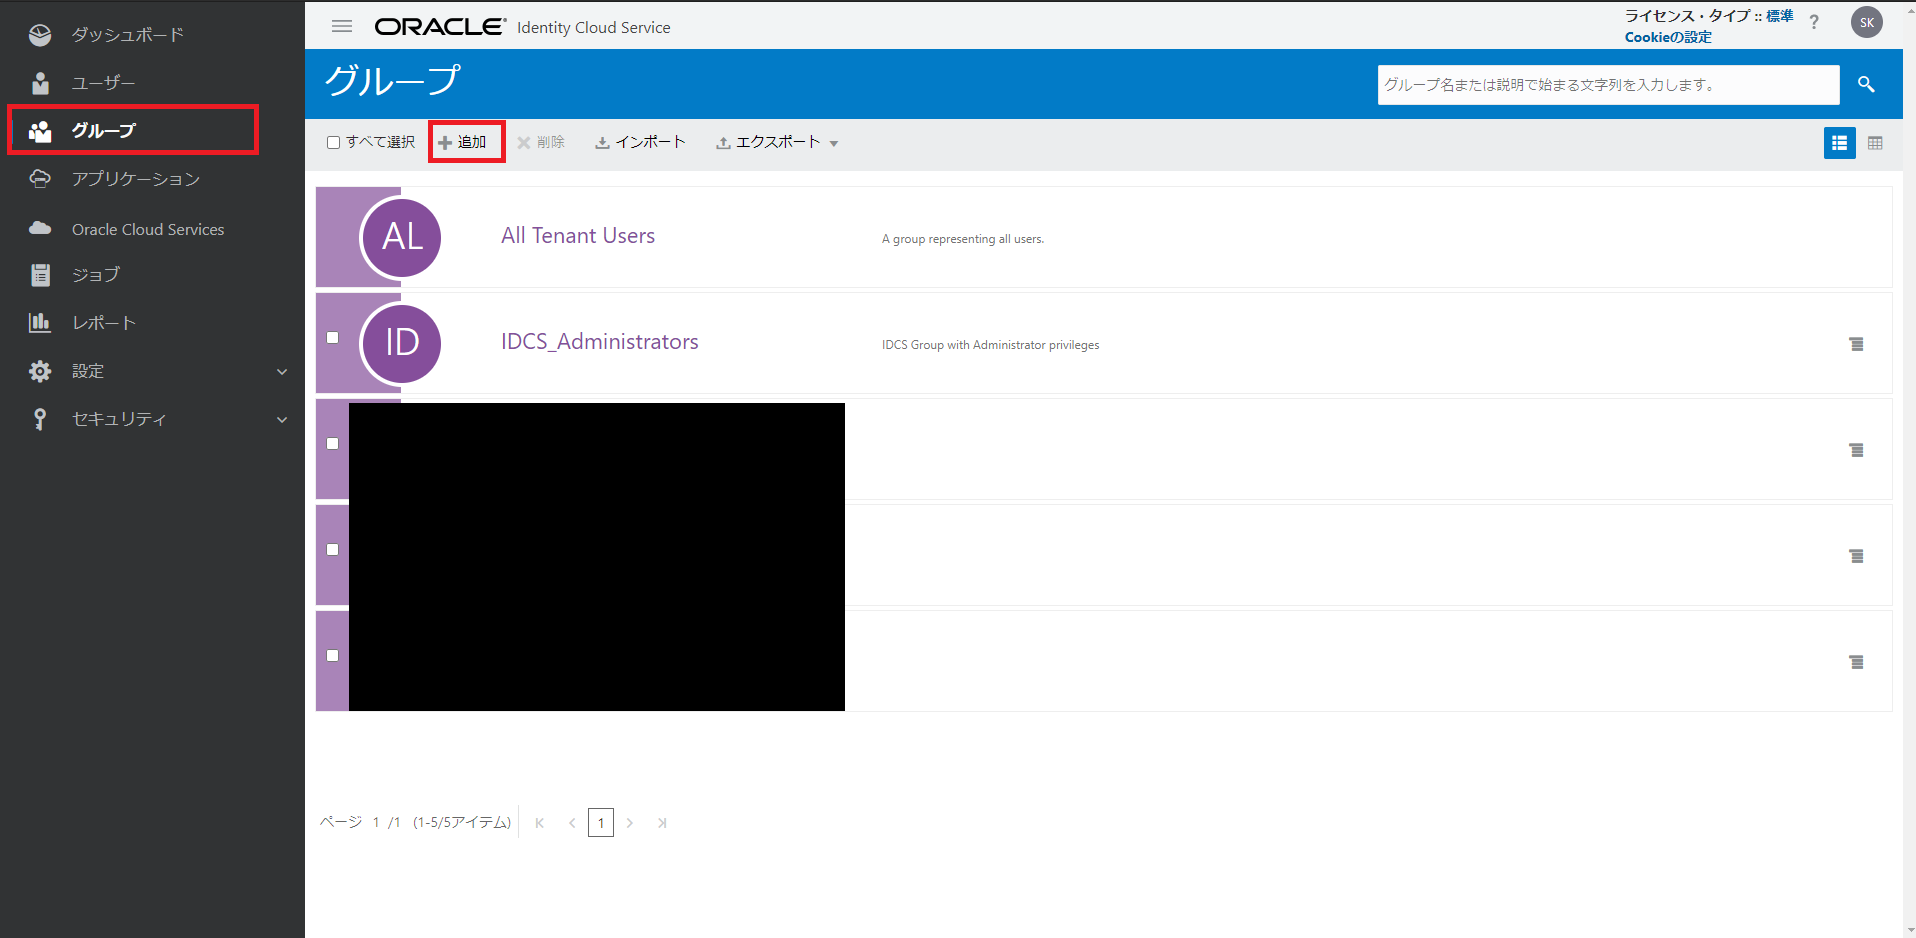 ダッシュボード
ユーザー
グループ
アプリケーション
Oracle Cloud Services
ジョブ
レポート
設定
セキュリティ
ORACLE® Identity Cloud Service
ライセンス・タイプ :: 標準
Cookieの設定
?
SK
グループ
グループ名または説明で始まる文字列を入力します。
すべて選択 追加 削除 インポート エクスポート
AL All Tenant Users A group representing all users.
ID IDCS_Administrators IDCS Group with Administrator privileges
ページ 1 /1 (1-5/5アイテム) 1